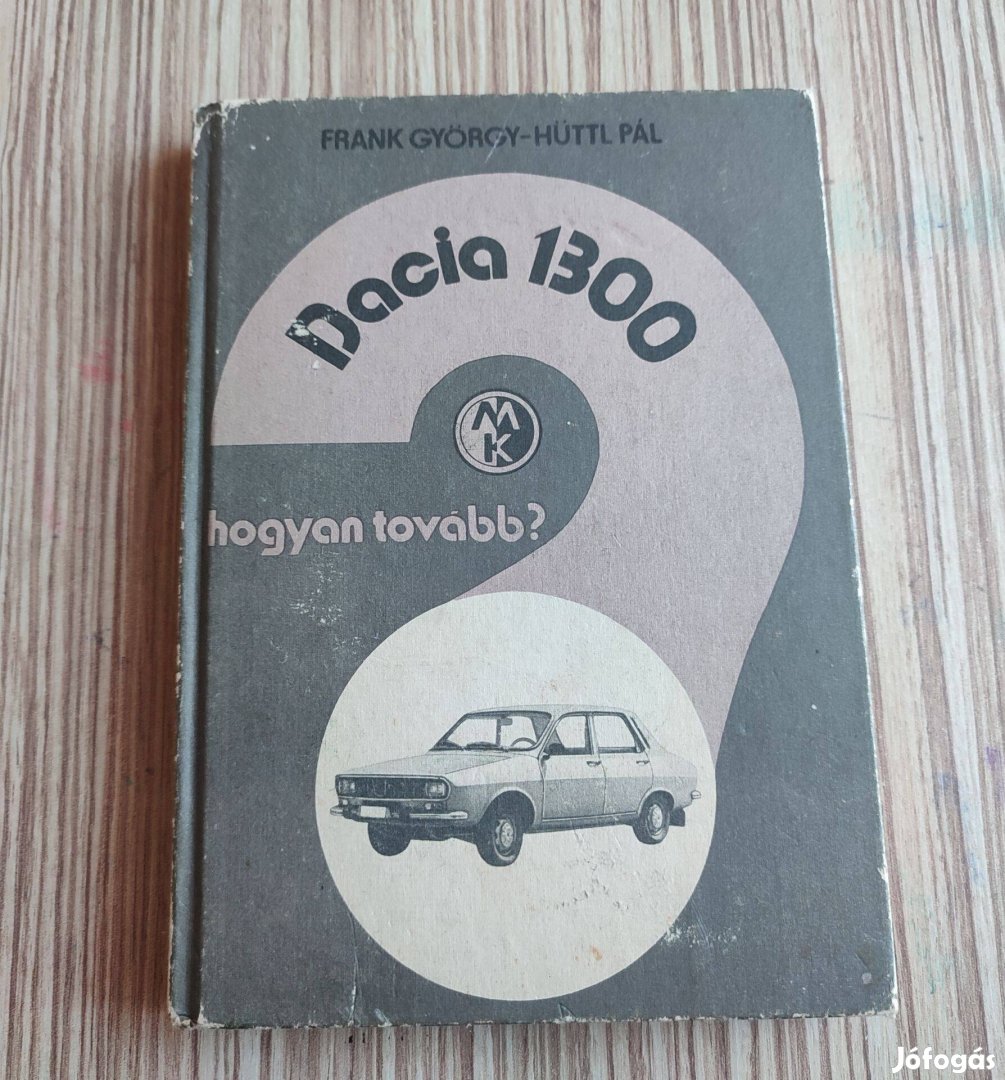 FRANK GYÖRGY-HÜTTL PÁL
Dacia 1300
MK
hogyan tovább?
Jófogás